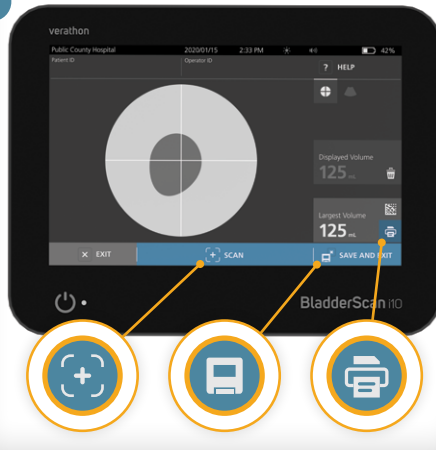 verathon
Public County Hospital 2020/01/15 2:33 PM 42%
Patient ID Operator ID ? HELP
Displayed Volume
125 mL
Largest Volume
125 mL
X EXIT SCAN SAVE AND EXIT
BladderScan i10